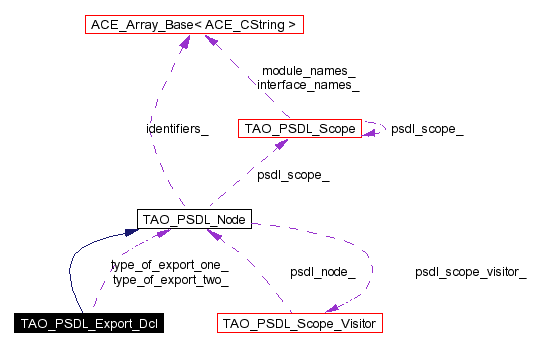 ACE_Array_Base< ACE_CString >
module_names_
interface_names_
identifiers_
TAO_PSDL_Scope
psdl_scope_
psdl_scope_
TAO_PSDL_Node
type_of_export_one_
type_of_export_two_
psdl_node_
psdl_scope_visitor_
TAO_PSDL_Export_Dcl
TAO_PSDL_Scope_Visitor